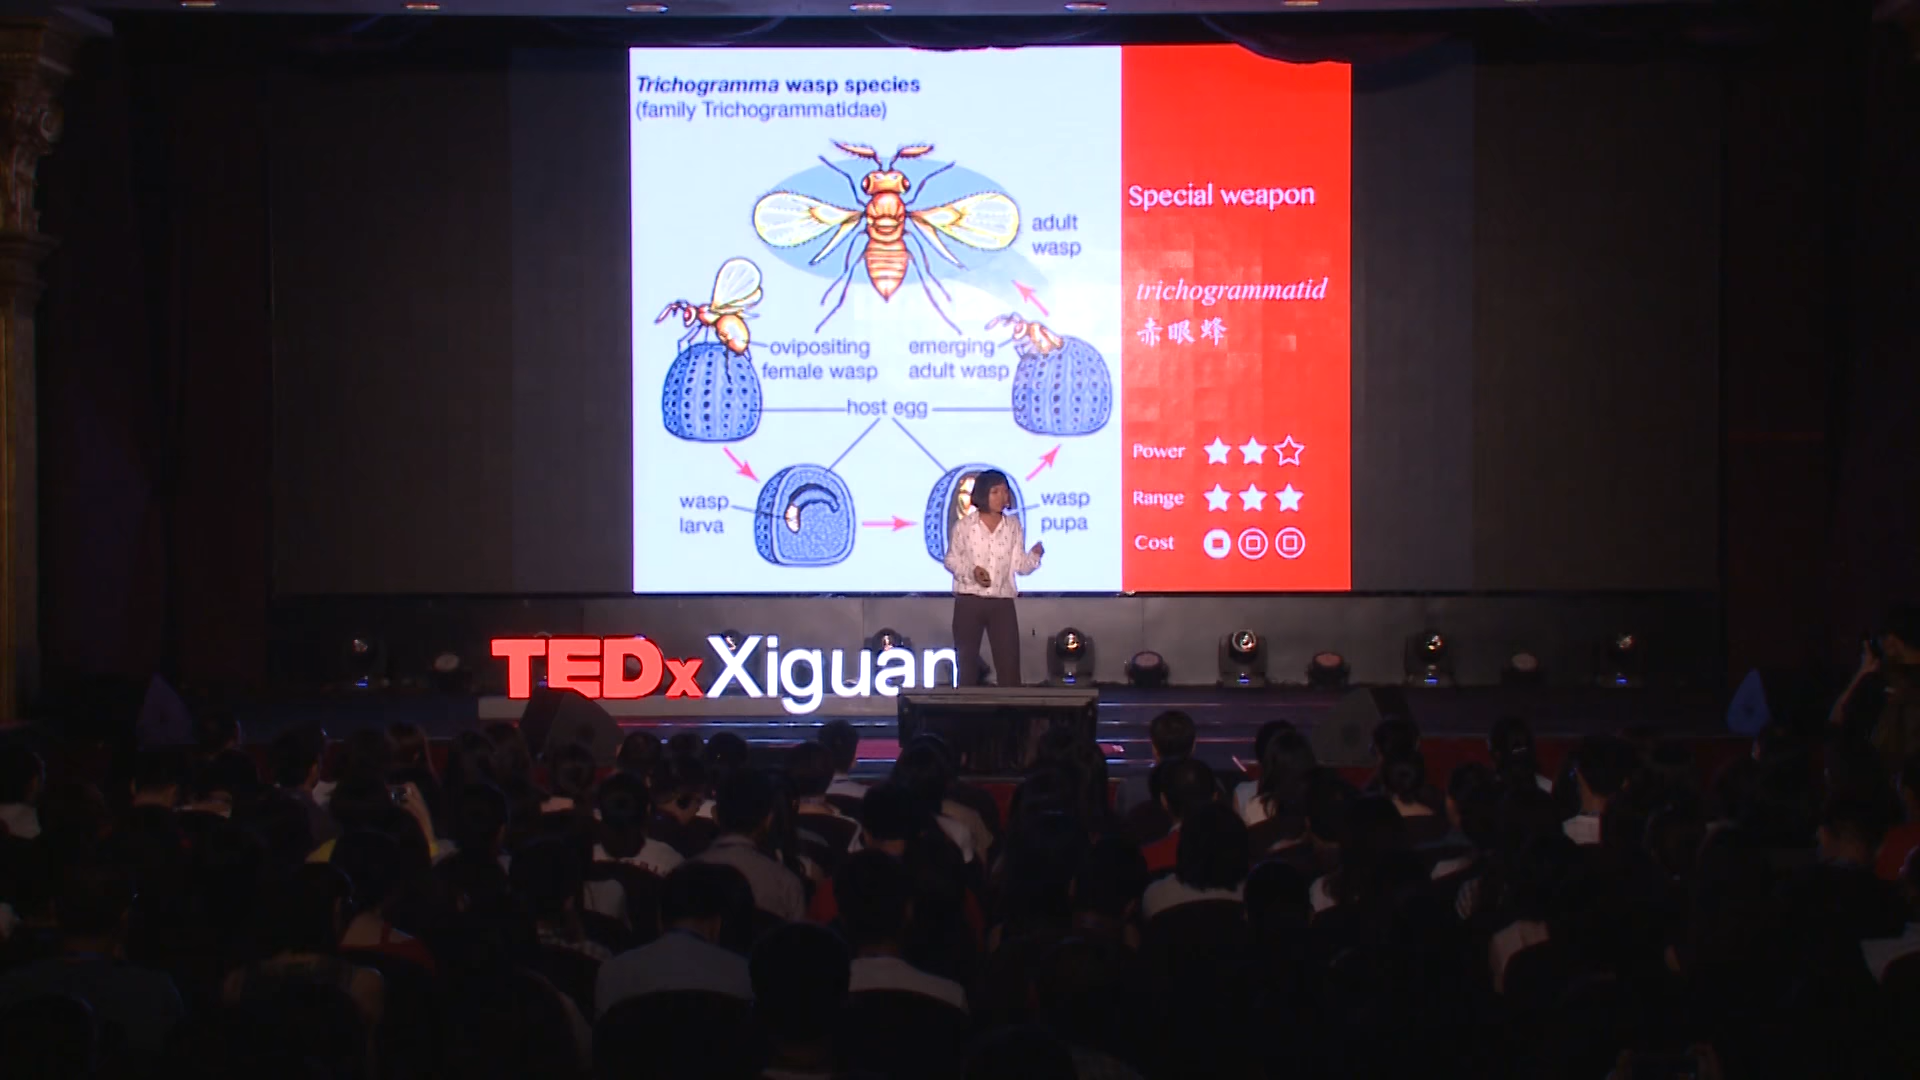 Trichogramma wasp species
(family Trichogrammatidae)
adult
wasp
ovipositing
female wasp
emerging
adult wasp
host egg
wasp
larva
wasp
pupa
Special weapon
trichogrammatid
赤眼蜂
Power
Range
Cost
TEDxXiguan